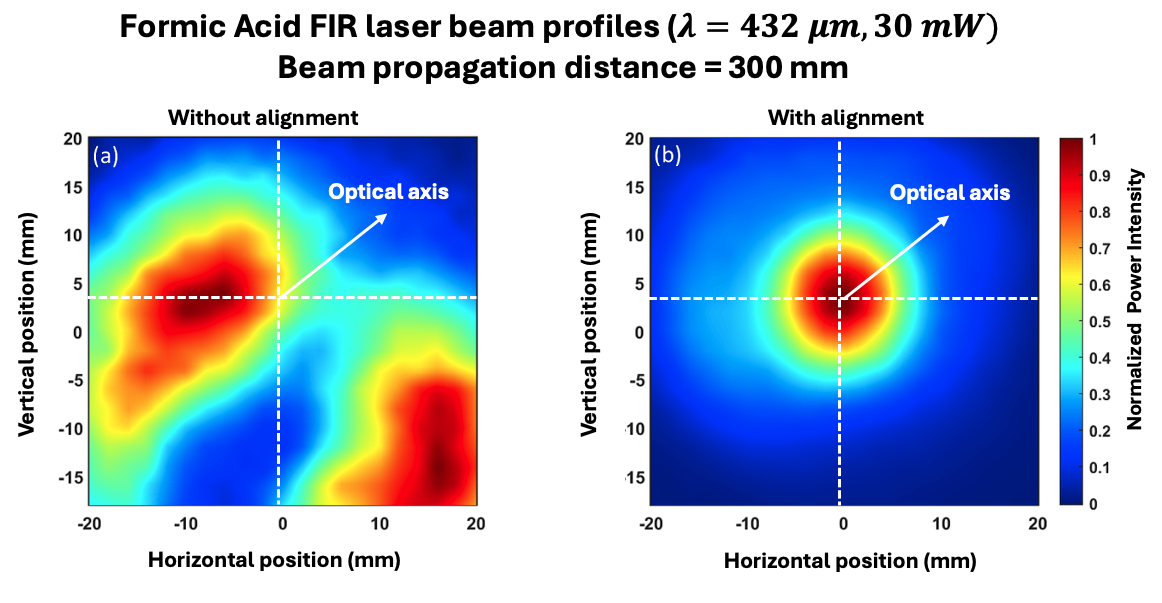 Formic Acid FIR laser beam profiles (λ = 432 μm, 30 mW)
Beam propagation distance = 300 mm
Without alignment
(a)
Optical axis
20
15
10
5
0
-5
-10
-15
Vertical position (mm)
-20
-10
0
10
20
Horizontal position (mm)
With alignment
(b)
Optical axis
20
15
10
5
0
-5
-10
-15
Vertical position (mm)
-20
-10
0
10
20
Horizontal position (mm)
1
0.9
0.8
0.7
0.6
0.5
0.4
0.3
0.2
0.1
0
Normalized Power Intensity